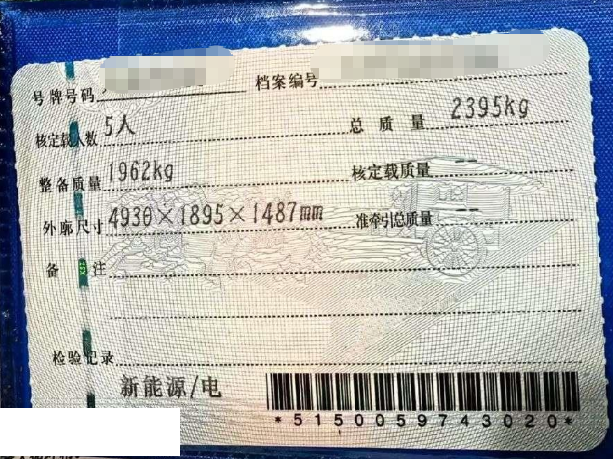 号牌号码 档案编号
核定载人数 5人 总质量 2395kg
整备质量 1962kg 核定载质量 --
外廓尺寸 4930×1895×1487mm 准牵引总质量 --
备注
检验记录
新能源/电
*5150059743020*